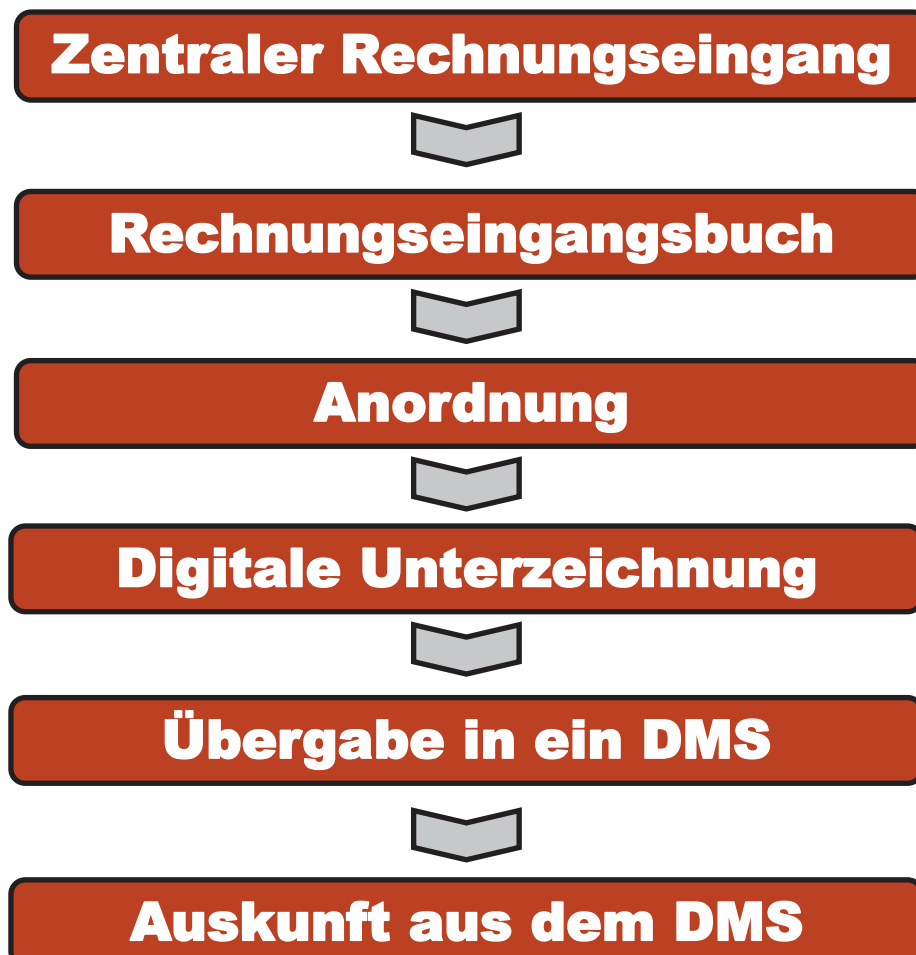 Zentraler Rechnungseingang
Rechnungseingangsbuch
Anordnung
Digitale Unterzeichnung
Übergabe in ein DMS
Auskunft aus dem DMS